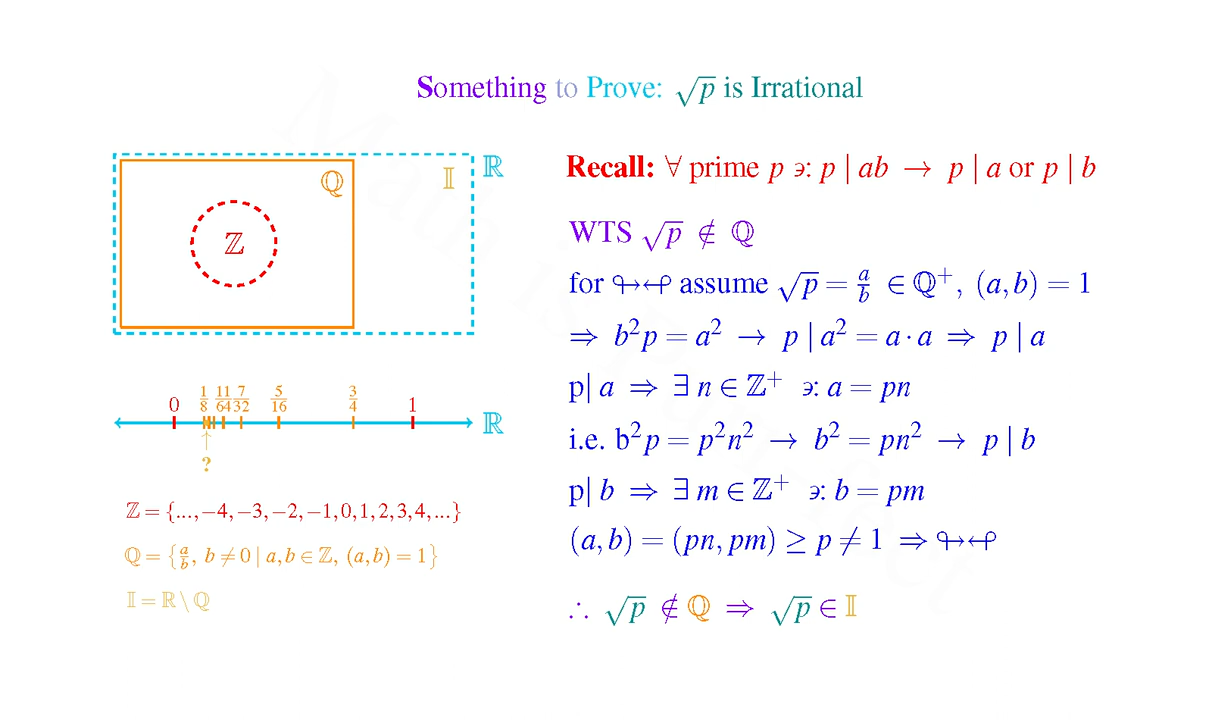 Something to Prove: √p is Irrational
ℝ
ℚ
𝕀
ℤ
0 1/8 11/64 7/32 5/16 3/4 1
ℝ
↑
?
ℤ = {..., −4, −3, −2, −1, 0, 1, 2, 3, 4, ...}
ℚ = {a/b, b ≠ 0 | a, b ∈ ℤ, (a, b) = 1}
𝕀 = ℝ \ ℚ
Recall: ∀ prime p ϶: p | ab → p | a or p | b
WTS √p ∉ ℚ
for ↬↫ assume √p = a/b ∈ ℚ⁺, (a, b) = 1
⇒ b²p = a² → p | a² = a · a ⇒ p | a
p| a ⇒ ∃ n ∈ ℤ⁺ ϶: a = pn
i.e. b²p = p²n² → b² = pn² → p | b
p| b ⇒ ∃ m ∈ ℤ⁺ ϶: b = pm
(a, b) = (pn, pm) ≥ p ≠ 1 ⇒ ↬↫
∴ √p ∉ ℚ ⇒ √p ∈ 𝕀